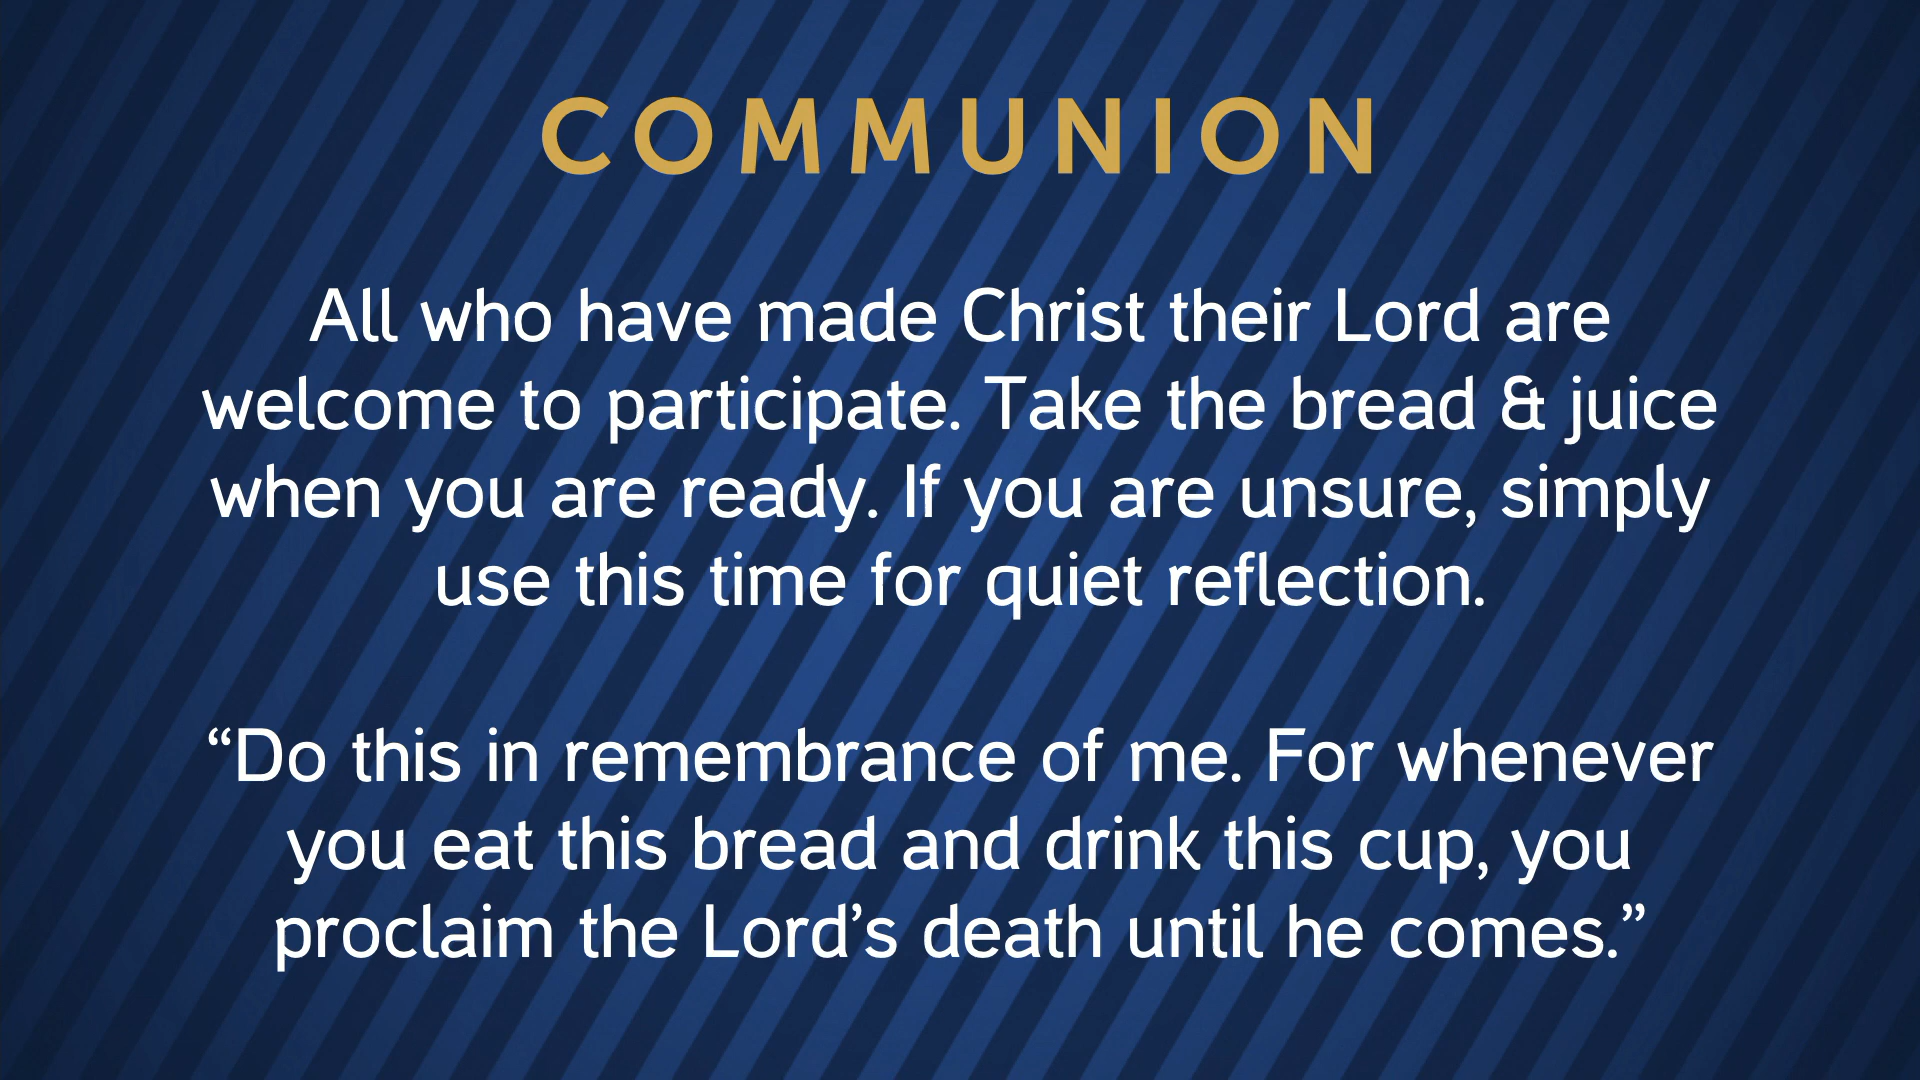 COMMUNION
All who have made Christ their Lord are
welcome to participate. Take the bread & juice
when you are ready. If you are unsure, simply
use this time for quiet reflection.
“Do this in remembrance of me. For whenever
you eat this bread and drink this cup, you
proclaim the Lord’s death until he comes.”